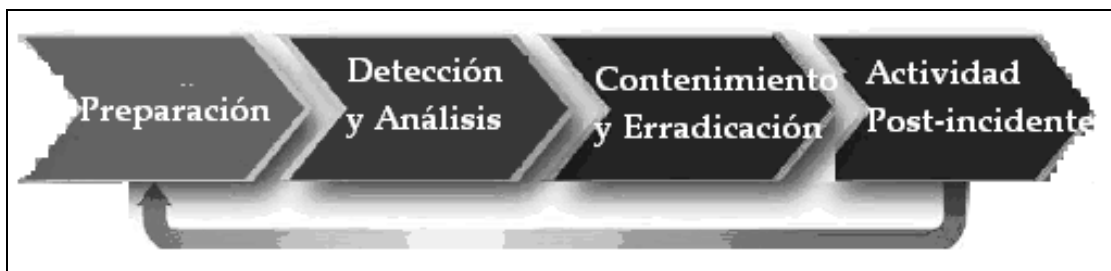 Preparación
Detección
y Análisis
Contenimiento
y Erradicación
Actividad
Post-incidente